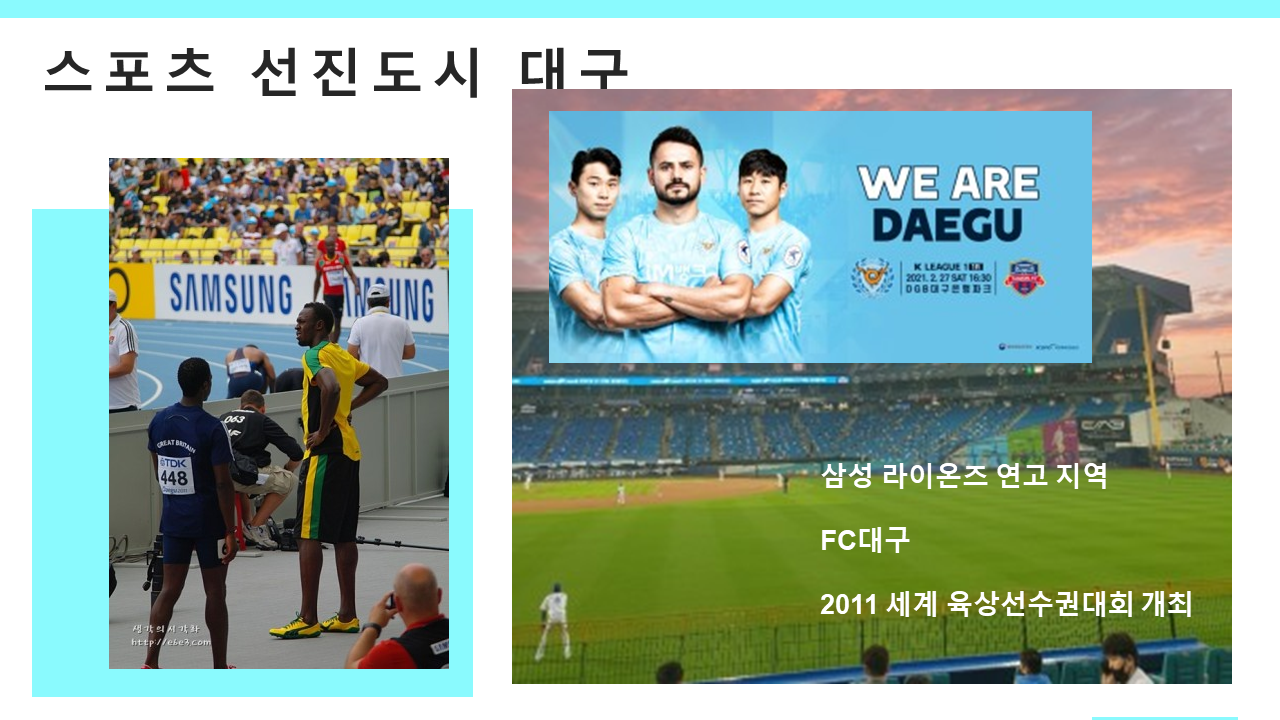 스포츠 선진도시 대구
WE ARE
DAEGU
K LEAGUE 1 1R
2021. 2. 27 SAT 16:30
DGB대구은행파크
SAMSUNG
GREAT BRITAIN
TDK
448
Daegu 2011
생각의시각화
http://e6e3.com
삼성 라이온즈 연고 지역
FC대구
2011 세계 육상선수권대회 개최